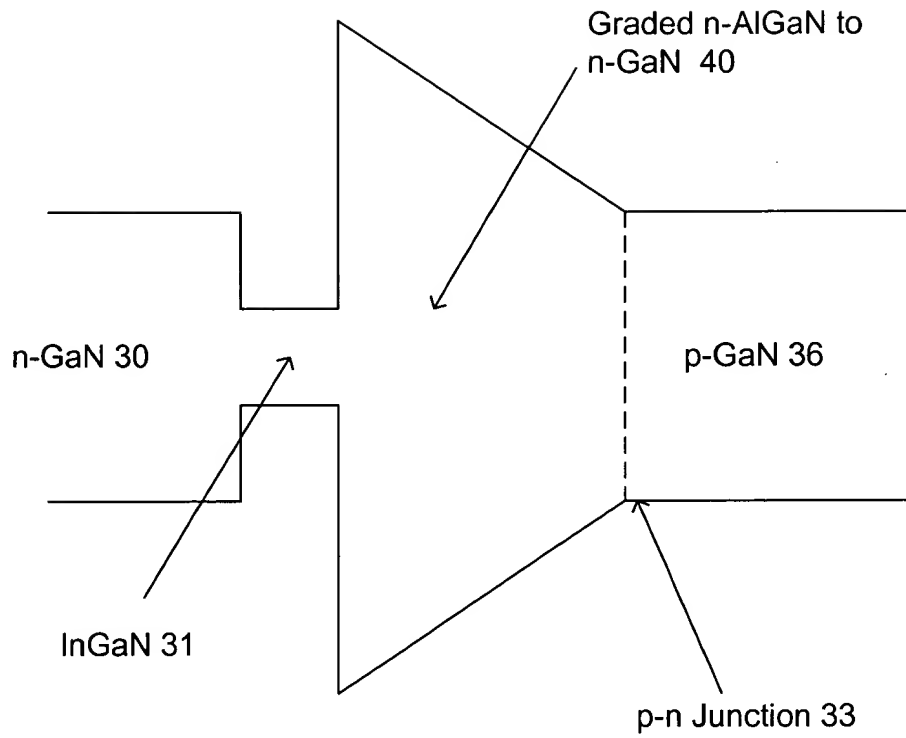 Graded n-AlGaN to
n-GaN 40
n-GaN 30
p-GaN 36
InGaN 31
p-n Junction 33